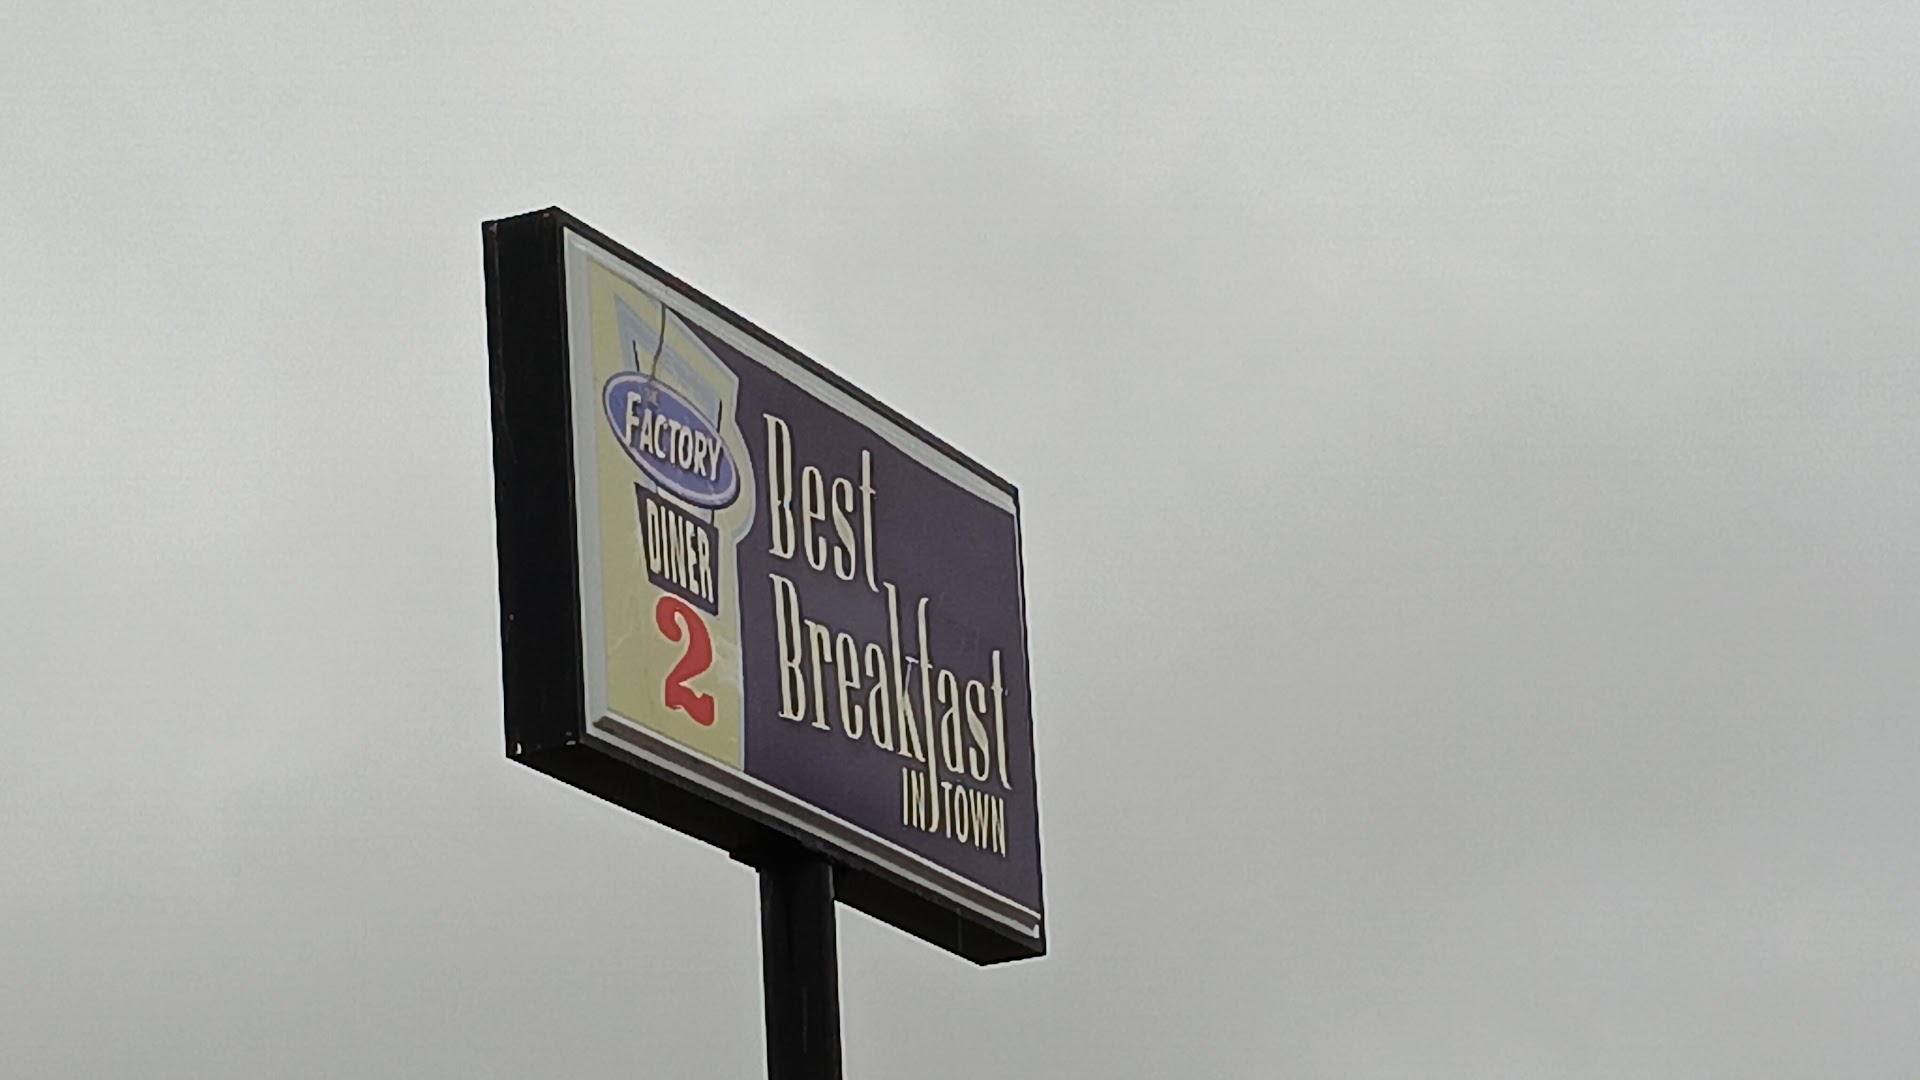 THE
FACTORY
DINER
2
Best
Breakfast
IN TOWN